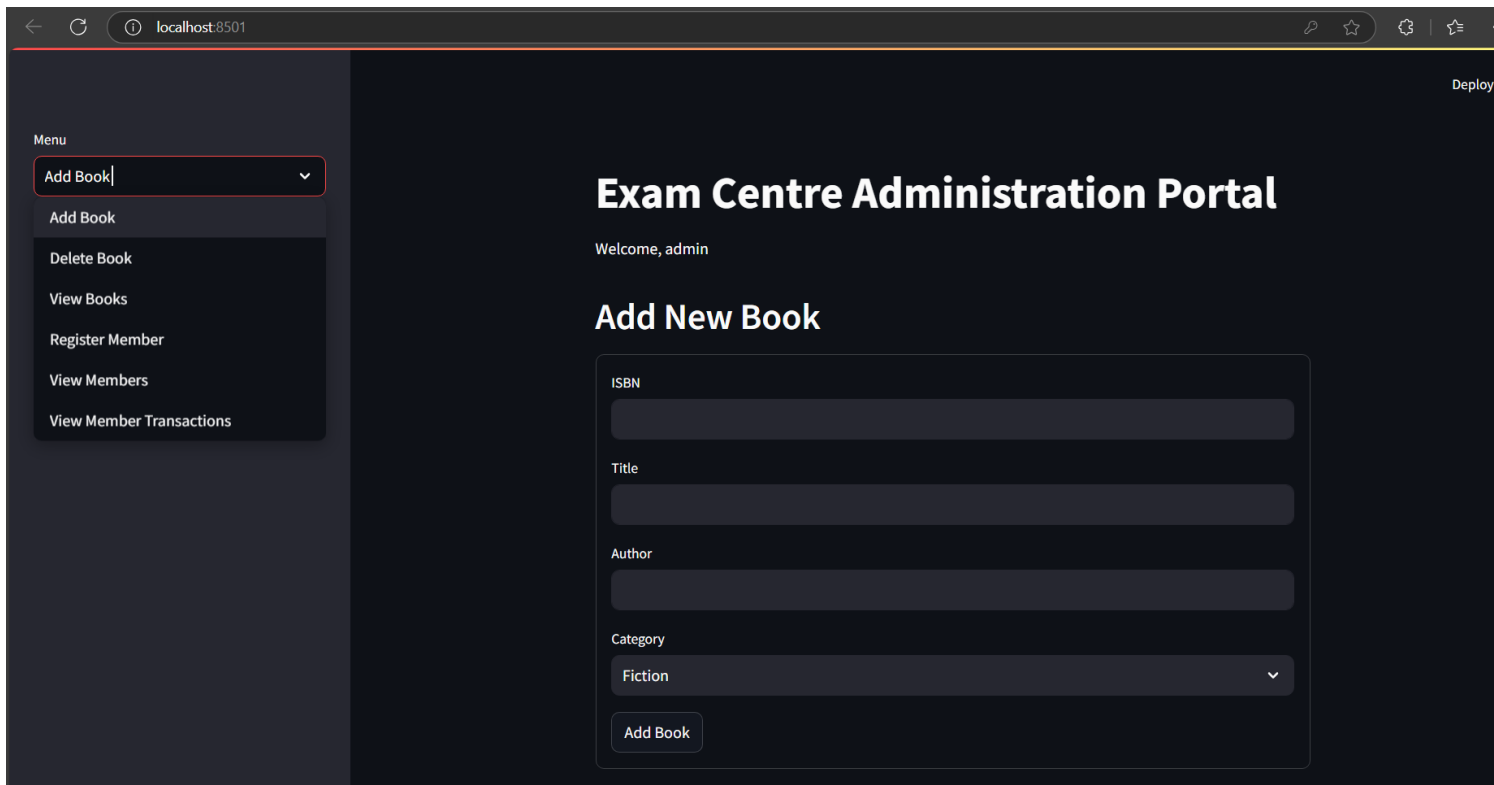 localhost:8501
Deploy
Menu
Add Book
Add Book
Delete Book
View Books
Register Member
View Members
View Member Transactions
Exam Centre Administration Portal
Welcome, admin
Add New Book
ISBN
Title
Author
Category
Fiction
Add Book